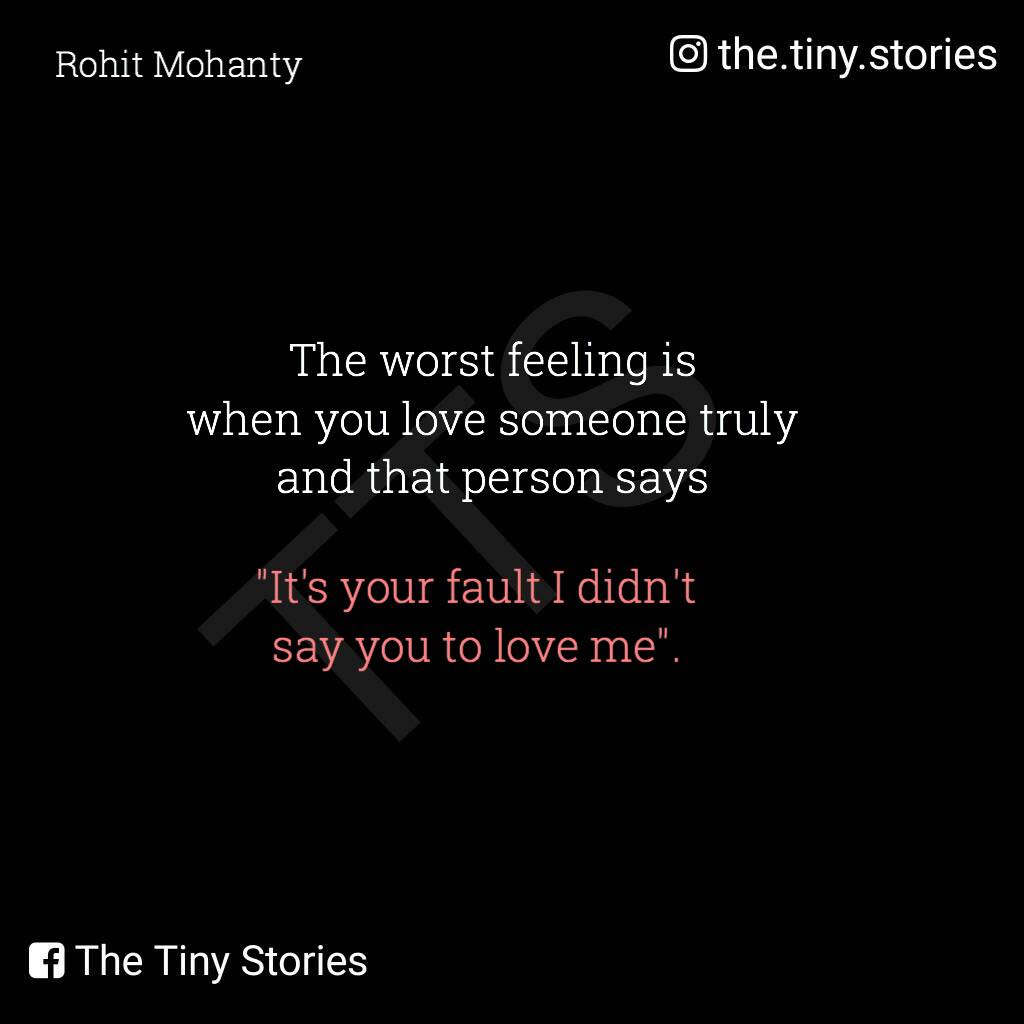 Rohit Mohanty
the.tiny.stories
The worst feeling is
when you love someone truly
and that person says
"It's your fault I didn't
say you to love me".
TTS
The Tiny Stories